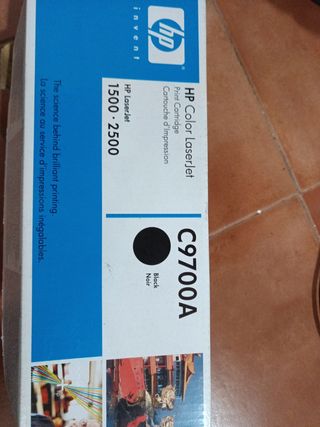 hp
invent
HP Color LaserJet
Print Cartridge
Cartouche d'impression
HP LaserJet
1500 · 2500
The science behind brilliant printing.
La science au service d'impressions inégalables.
C9700A
Black
Noir